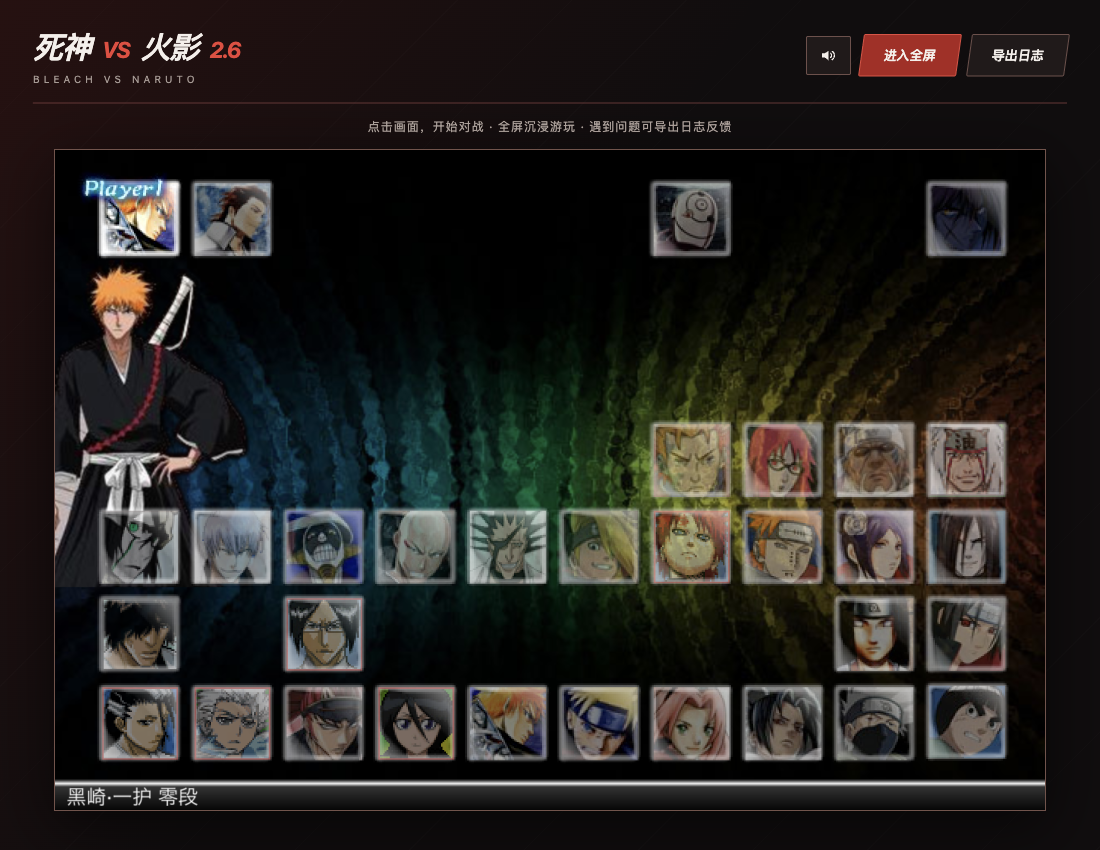 死神 VS 火影 2.6
BLEACH VS NARUTO
进入全屏
导出日志
点击画面，开始对战 · 全屏沉浸游玩 · 遇到问题可导出日志反馈
Player1
黑崎·一护 零段